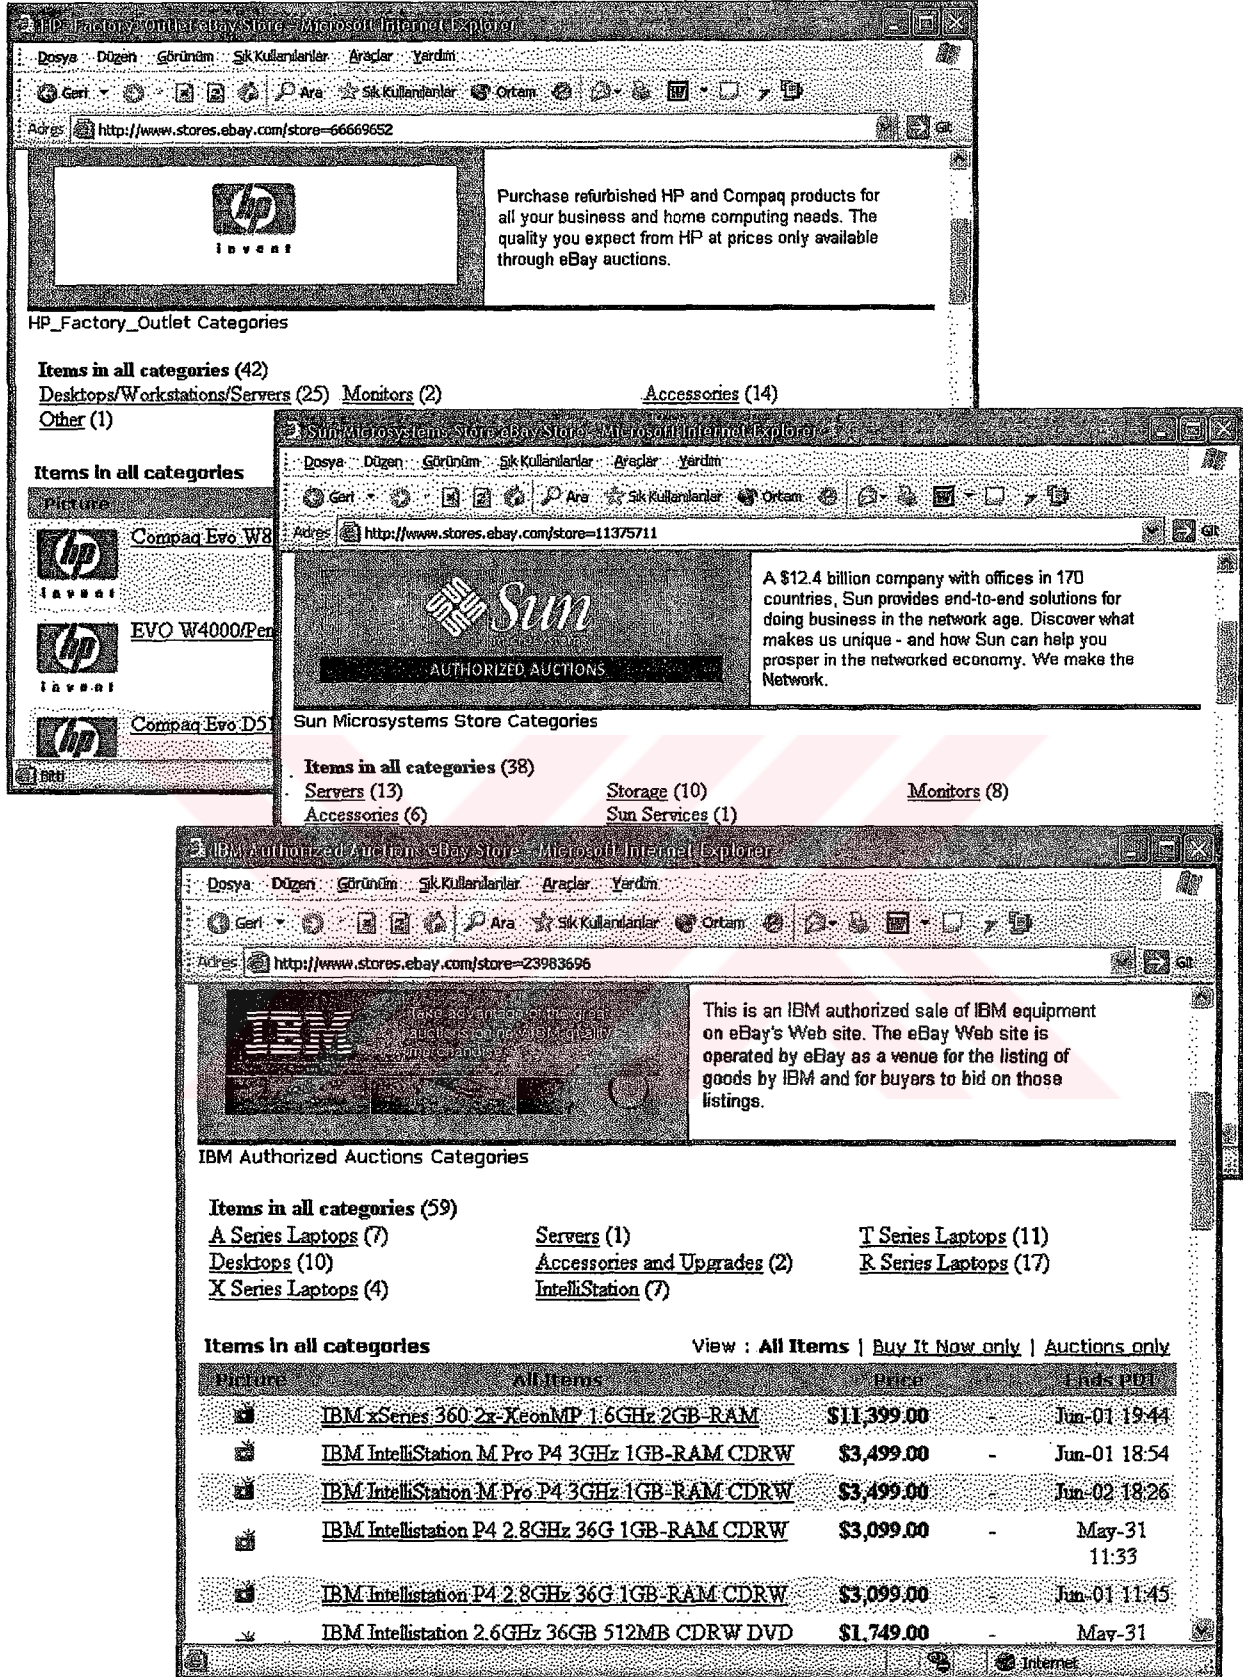 HP_Factory_Outlet eBay Store - Microsoft Internet Explorer
Dosya Düzen Görünüm Sık Kullanılanlar Araçlar Yardım
Geri Ara Sık Kullanılanlar Ortam
Adres http://www.stores.ebay.com/store=66669652 Git
hp
invent
Purchase refurbished HP and Compaq products for
all your business and home computing needs. The
quality you expect from HP at prices only available
through eBay auctions.
HP_Factory_Outlet Categories
Items in all categories (42)
Desktops/Workstations/Servers (25) Monitors (2) Accessories (14)
Other (1)
Items in all categories
Picture
hp invent Compaq Evo W8
hp invent EVO W4000/Pen
hp Compaq Evo D51
Bitti
Sun Microsystems Store eBay Store - Microsoft Internet Explorer
Dosya Düzen Görünüm Sık Kullanılanlar Araçlar Yardım
Geri Ara Sık Kullanılanlar Ortam
Adres http://www.stores.ebay.com/store=11375711 Git
Sun
AUTHORIZED AUCTIONS
A $12.4 billion company with offices in 170
countries, Sun provides end-to-end solutions for
doing business in the network age. Discover what
makes us unique - and how Sun can help you
prosper in the networked economy. We make the
Network.
Sun Microsystems Store Categories
Items in all categories (38)
Servers (13) Storage (10) Monitors (8)
Accessories (6) Sun Services (1)
IBM Authorized Auctions eBay Store - Microsoft Internet Explorer
Dosya Düzen Görünüm Sık Kullanılanlar Araçlar Yardım
Geri Ara Sık Kullanılanlar Ortam
Adres http://www.stores.ebay.com/store=23983696 Git
IBM
Take advantage of the great
merchandise
This is an IBM authorized sale of IBM equipment
on eBay's Web site. The eBay Web site is
operated by eBay as a venue for the listing of
goods by IBM and for buyers to bid on those
listings.
IBM Authorized Auctions Categories
Items in all categories (59)
A Series Laptops (7) Servers (1) T Series Laptops (11)
Desktops (10) Accessories and Upgrades (2) R Series Laptops (17)
X Series Laptops (4) IntelliStation (7)
Items in all categories View : All Items | Buy It Now only | Auctions only
Picture All Items Price Ends PDT
IBM xSeries 360 2x-XeonMP 1.6GHz 2GB-RAM $11,399.00 - Jun-01 19:44
IBM IntelliStation M Pro P4 3GHz 1GB-RAM CDRW $3,499.00 - Jun-01 18:54
IBM IntelliStation M Pro P4 3GHz 1GB-RAM CDRW $3,499.00 - Jun-02 18:26
IBM Intellistation P4 2.8GHz 36G 1GB-RAM CDRW $3,099.00 - May-31
11:33
IBM Intellistation P4 2.8GHz 36G 1GB-RAM CDRW $3,099.00 - Jun-01 11:45
IBM Intellistation 2.6GHz 36GB 512MB CDRW DVD $1,749.00 - May-31
Internet